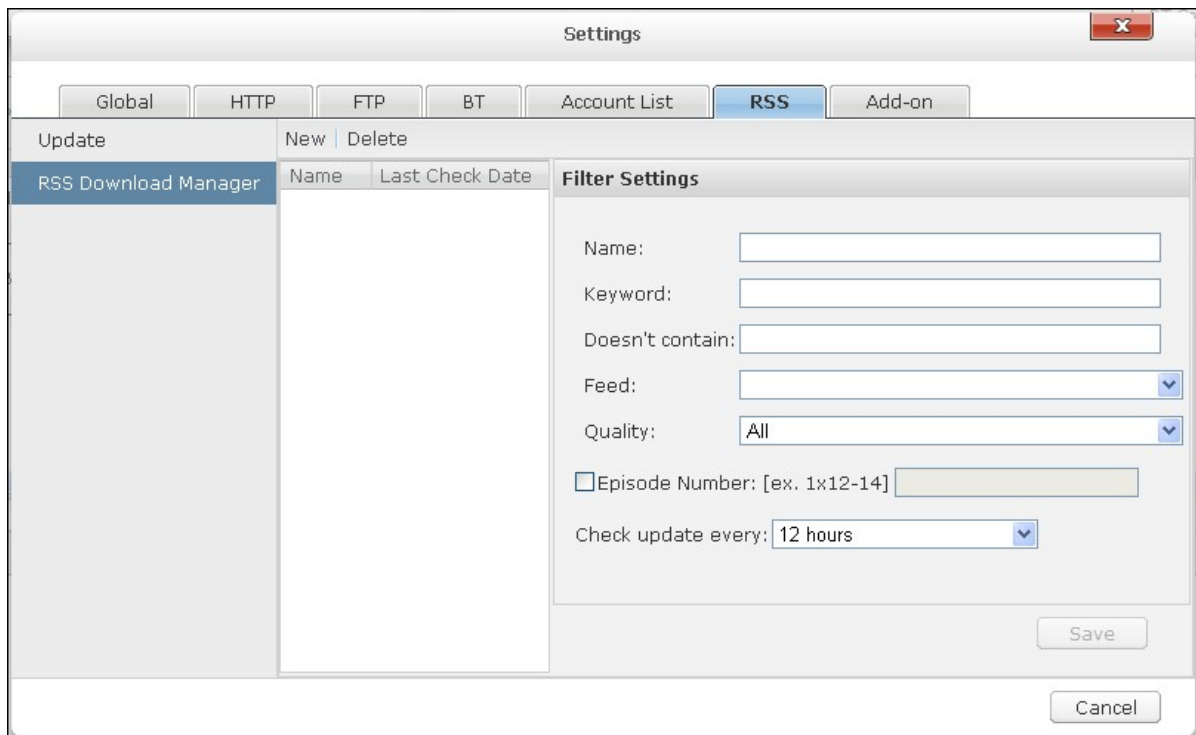 Settings
Global HTTP FTP BT Account List RSS Add-on
Update
RSS Download Manager
New Delete
Name Last Check Date
Filter Settings
Name:
Keyword:
Doesn't contain:
Feed:
Quality: All
Episode Number: [ex. 1x12-14]
Check update every: 12 hours
Save
Cancel